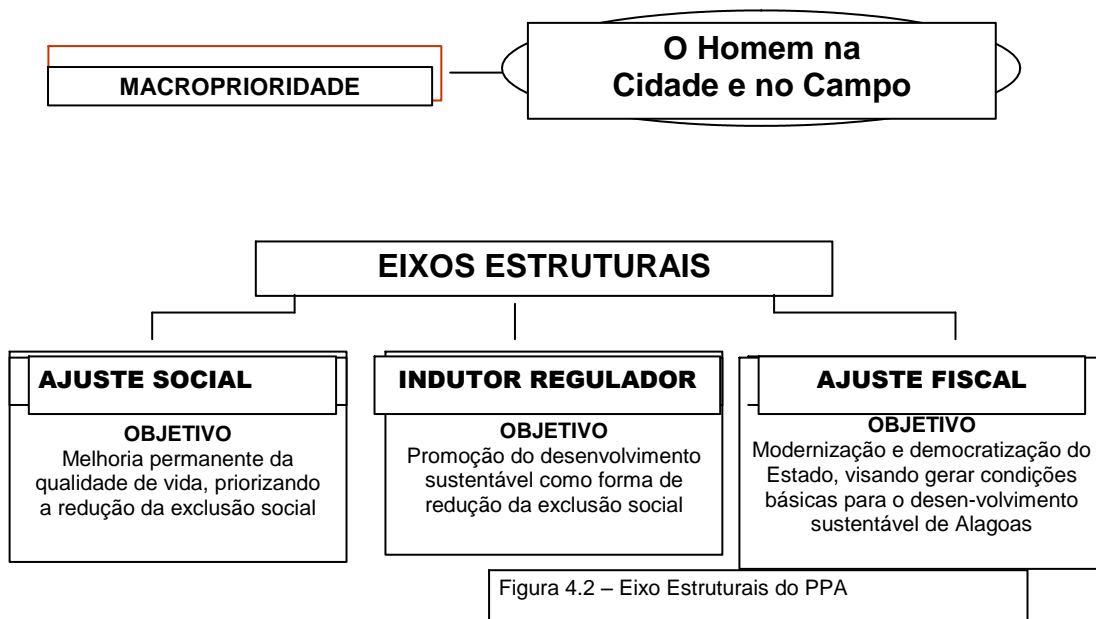 MACROPRIORIDADE
O Homem na
Cidade e no Campo
EIXOS ESTRUTURAIS
AJUSTE SOCIAL
OBJETIVO
Melhoria permanente da
qualidade de vida, priorizando
a redução da exclusão social
INDUTOR REGULADOR
OBJETIVO
Promoção do desenvolvimento
sustentável como forma de
redução da exclusão social
AJUSTE FISCAL
OBJETIVO
Modernização e democratização do
Estado, visando gerar condições
básicas para o desen-volvimento
sustentável de Alagoas
Figura 4.2 – Eixo Estruturais do PPA